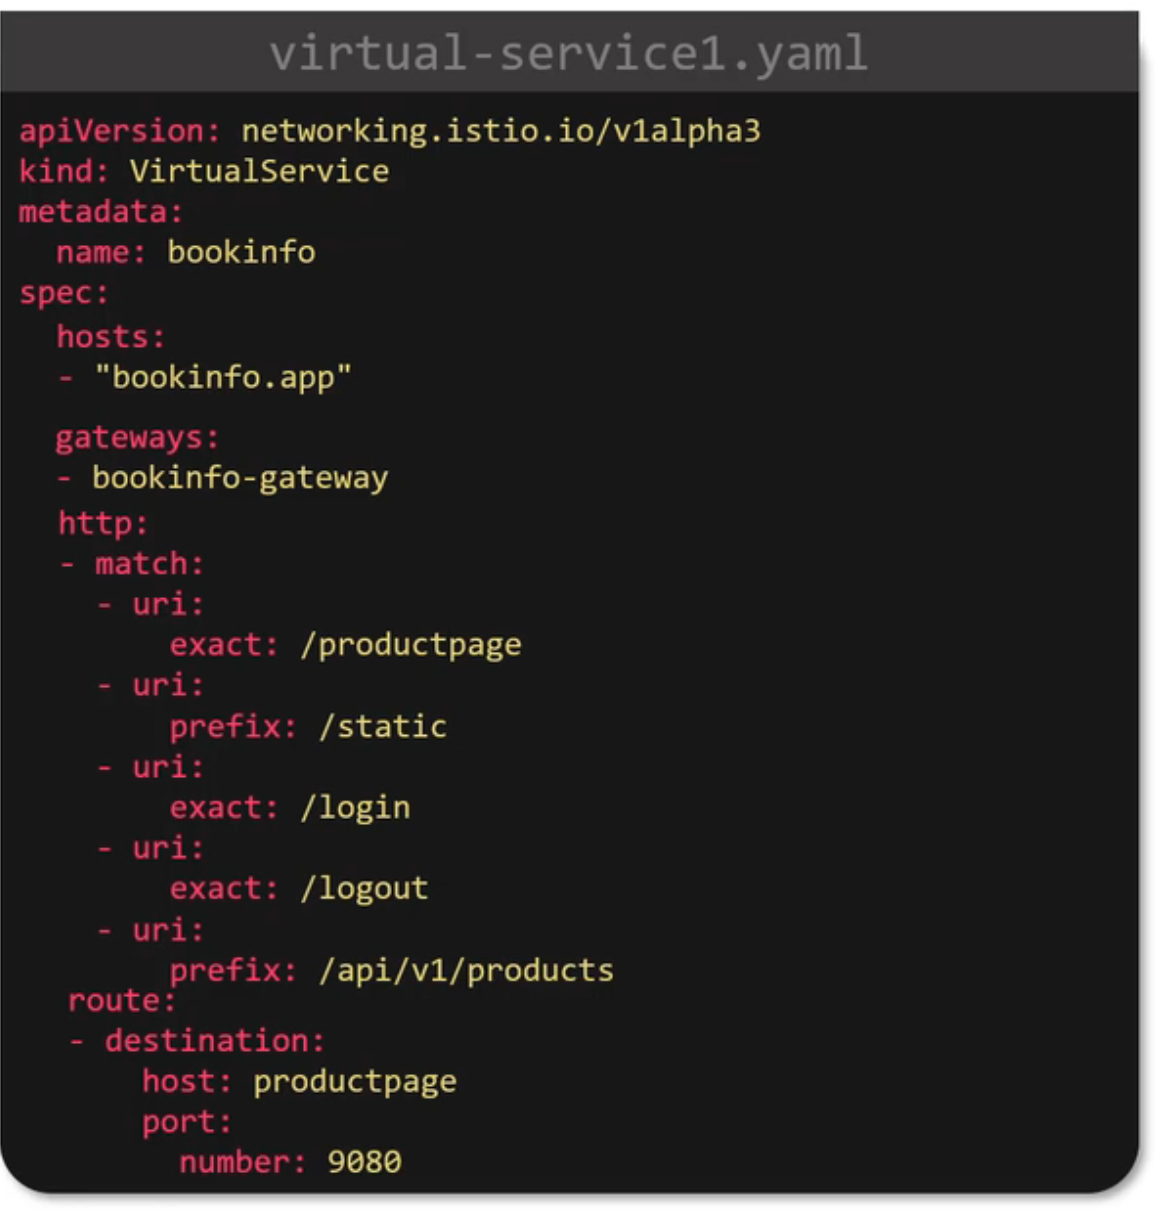 virtual-service1.yaml
apiVersion: networking.istio.io/v1alpha3
kind: VirtualService
metadata:
  name: bookinfo
spec:
  hosts:
  - "bookinfo.app"
  gateways:
  - bookinfo-gateway
  http:
  - match:
    - uri:
        exact: /productpage
    - uri:
        prefix: /static
    - uri:
        exact: /login
    - uri:
        exact: /logout
    - uri:
        prefix: /api/v1/products
  route:
  - destination:
      host: productpage
      port:
        number: 9080